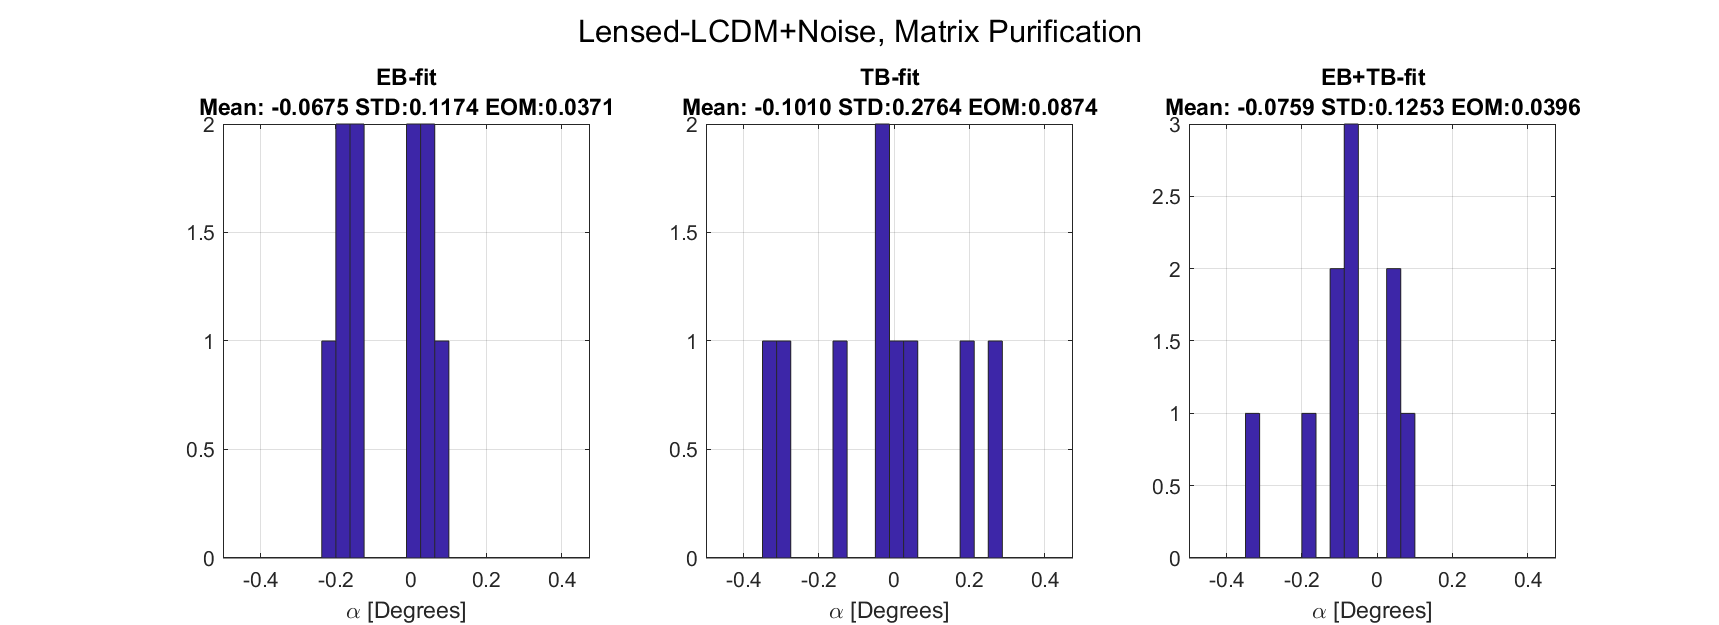 Lensed-LCDM+Noise, Matrix Purification
EB-fit
Mean: -0.0675 STD:0.1174 EOM:0.0371
2
1.5
1
0.5
0
-0.4 -0.2 0 0.2 0.4
α [Degrees]
TB-fit
Mean: -0.1010 STD:0.2764 EOM:0.0874
2
1.5
1
0.5
0
-0.4 -0.2 0 0.2 0.4
α [Degrees]
EB+TB-fit
Mean: -0.0759 STD:0.1253 EOM:0.0396
3
2.5
2
1.5
1
0.5
0
-0.4 -0.2 0 0.2 0.4
α [Degrees]